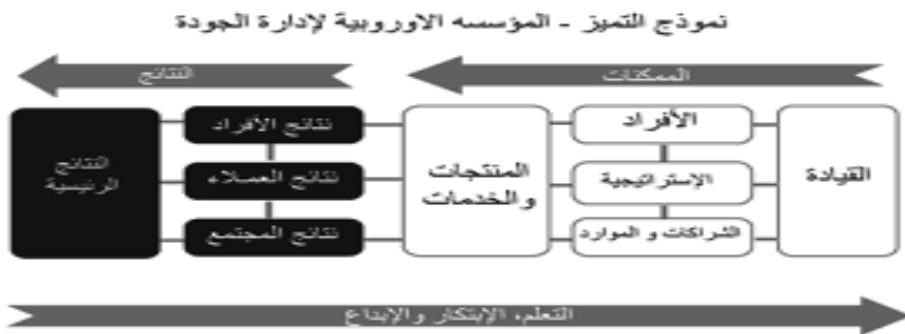 نموذج التميز - المؤسسه الاوروبية لإدارة الجودة
الممكنات
النتائج
القيادة
الأفراد
الإستراتيجية
الشراكات و الموارد
المنتجات
والخدمات
نتائج الأفراد
نتائج العملاء
نتائج المجتمع
النتائج
الرئيسية
التعلم، الإبتكار والإبداع